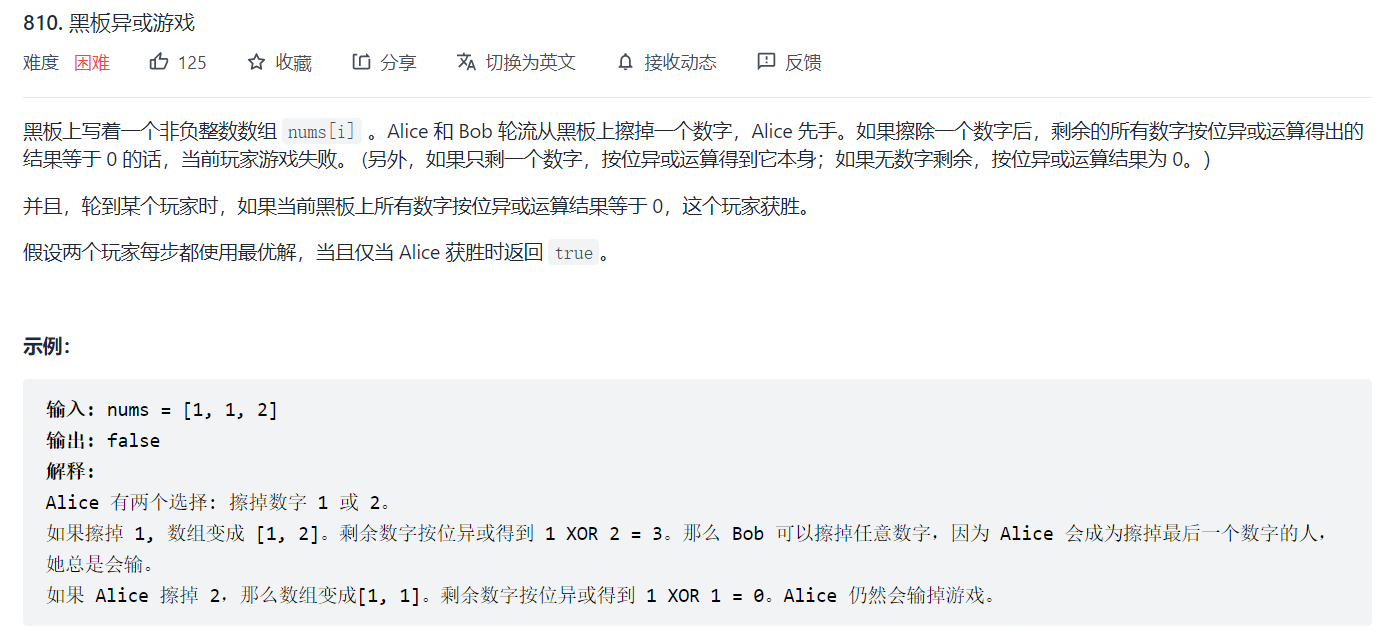 810. 黑板异或游戏
难度 困难 125 收藏 分享 切换为英文 接收动态 反馈
黑板上写着一个非负整数数组 nums[i] 。Alice 和 Bob 轮流从黑板上擦掉一个数字，Alice 先手。如果擦除一个数字后，剩余的所有数字按位异或运算得出的
结果等于 0 的话，当前玩家游戏失败。 (另外，如果只剩一个数字，按位异或运算得到它本身；如果无数字剩余，按位异或运算结果为 0。)
并且，轮到某个玩家时，如果当前黑板上所有数字按位异或运算结果等于 0，这个玩家获胜。
假设两个玩家每步都使用最优解，当且仅当 Alice 获胜时返回 true 。
示例：
输入: nums = [1, 1, 2]
输出: false
解释:
Alice 有两个选择: 擦掉数字 1 或 2。
如果擦掉 1, 数组变成 [1, 2]。剩余数字按位异或得到 1 XOR 2 = 3。那么 Bob 可以擦掉任意数字，因为 Alice 会成为擦掉最后一个数字的人，
她总是会输。
如果 Alice 擦掉 2，那么数组变成[1, 1]。剩余数字按位异或得到 1 XOR 1 = 0。Alice 仍然会输掉游戏。